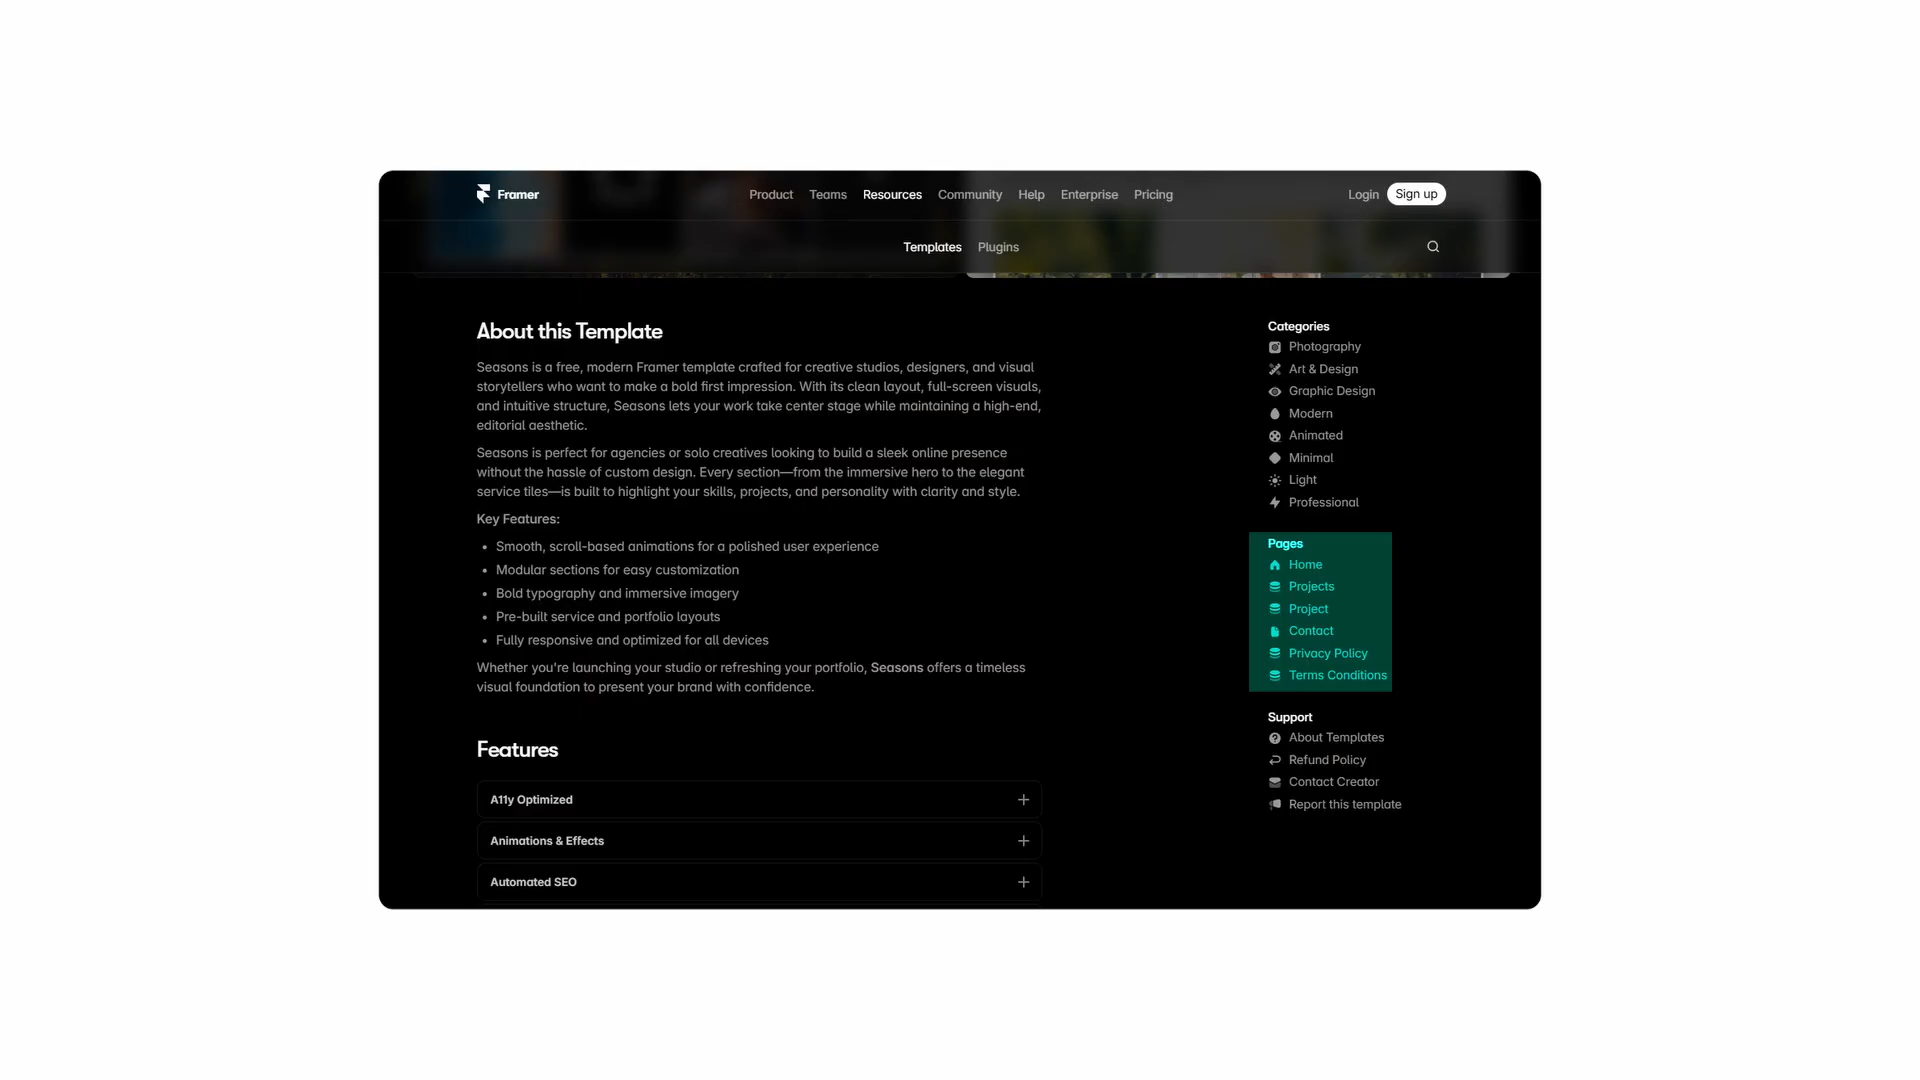 Framer
Product Teams Resources Community Help Enterprise Pricing
Login Sign up
Templates Plugins
About this Template
Seasons is a free, modern Framer template crafted for creative studios, designers, and visual
storytellers who want to make a bold first impression. With its clean layout, full-screen visuals,
and intuitive structure, Seasons lets your work take center stage while maintaining a high-end,
editorial aesthetic.
Seasons is perfect for agencies or solo creatives looking to build a sleek online presence
without the hassle of custom design. Every section—from the immersive hero to the elegant
service tiles—is built to highlight your skills, projects, and personality with clarity and style.
Key Features:
• Smooth, scroll-based animations for a polished user experience
• Modular sections for easy customization
• Bold typography and immersive imagery
• Pre-built service and portfolio layouts
• Fully responsive and optimized for all devices
Whether you're launching your studio or refreshing your portfolio, Seasons offers a timeless
visual foundation to present your brand with confidence.
Features
A11y Optimized
Animations & Effects
Automated SEO
Categories
Photography
Art & Design
Graphic Design
Modern
Animated
Minimal
Light
Professional
Pages
Home
Projects
Project
Contact
Privacy Policy
Terms Conditions
Support
About Templates
Refund Policy
Contact Creator
Report this template